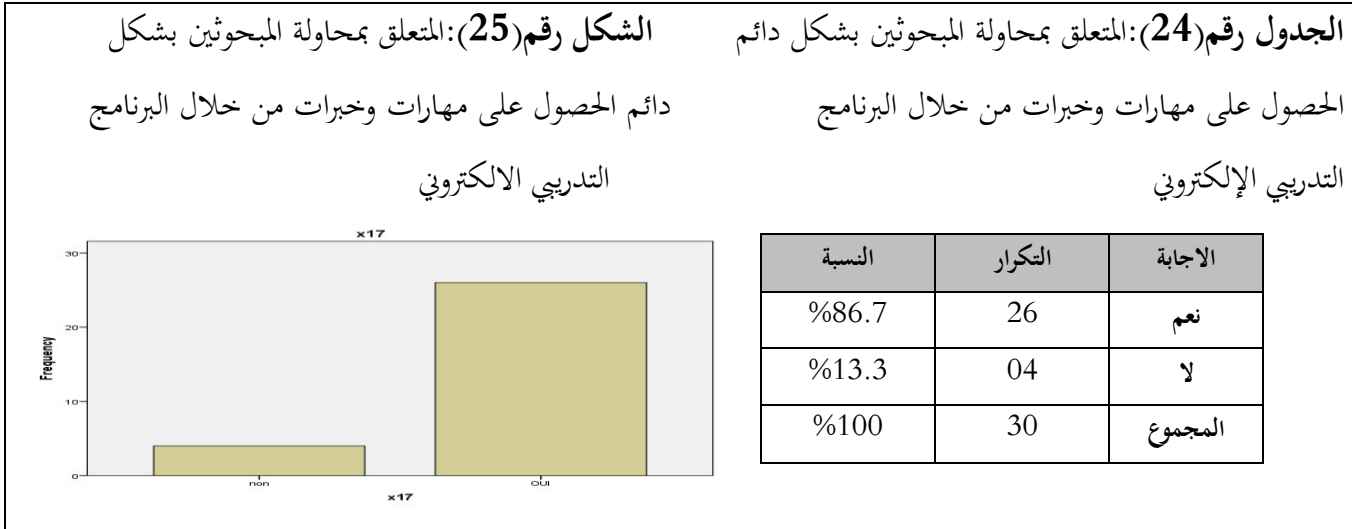 الجدول رقم(24):المتعلق بمحاولة المبحوثين بشكل دائم
الحصول على مهارات وخبرات من خلال البرنامج
التدريبي الإلكتروني
الاجابة التكرار النسبة
نعم 26 %86.7
لا 04 %13.3
المجموع 30 %100
الشكل رقم(25):المتعلق بمحاولة المبحوثين بشكل
دائم الحصول على مهارات وخبرات من خلال البرنامج
التدريبي الالكتروني
x17
30
20
10
0
Frequency
non OUI
x17